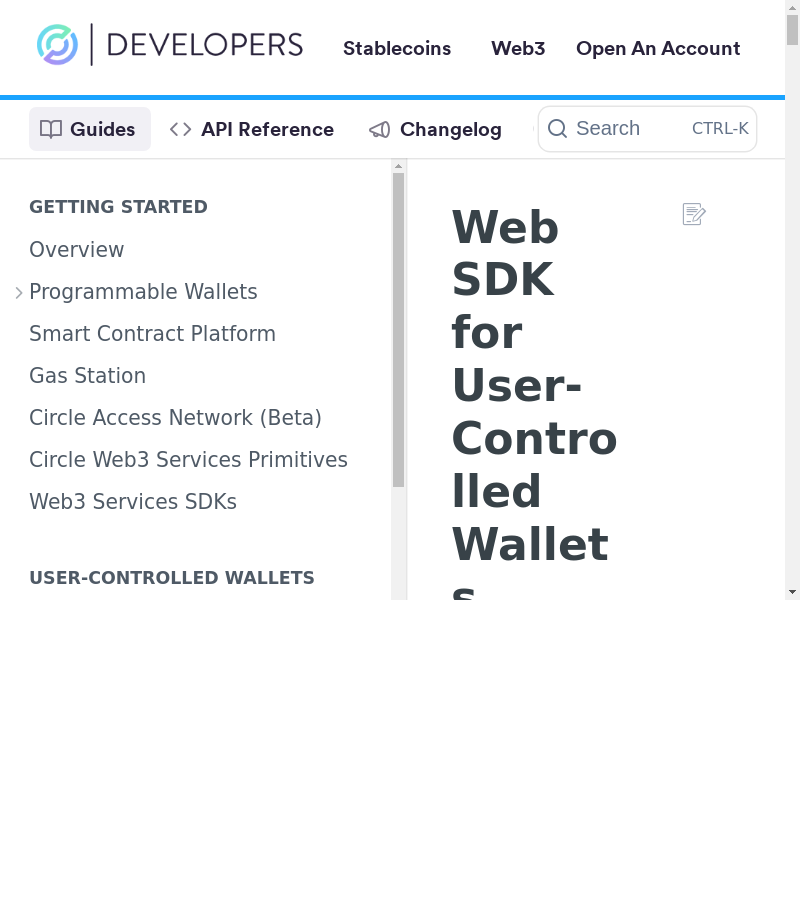 DEVELOPERS
Stablecoins Web3 Open An Account
Guides API Reference Changelog Search CTRL-K
GETTING STARTED
Overview
Programmable Wallets
Smart Contract Platform
Gas Station
Circle Access Network (Beta)
Circle Web3 Services Primitives
Web3 Services SDKs
USER-CONTROLLED WALLETS
Web
SDK
for
User-
Contro
lled
Wallet
s